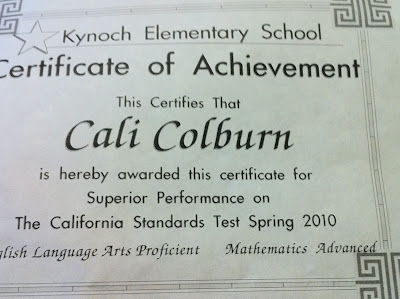 Kynoch Elementary School
Certificate of Achievement
This Certifies That
Cali Colburn
is hereby awarded this certificate for
Superior Performance on
The California Standards Test Spring 2010
Language Arts Proficient Mathematics Advanced